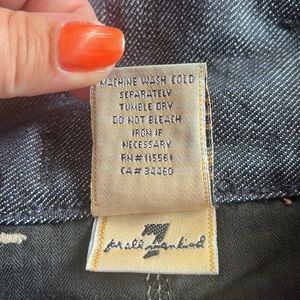 MACHINE WASH COLD
SEPARATELY
TUMBLE DRY
DO NOT BLEACH
IRON IF
NECESSARY
RN#115561
CA#34460
7
for all mankind